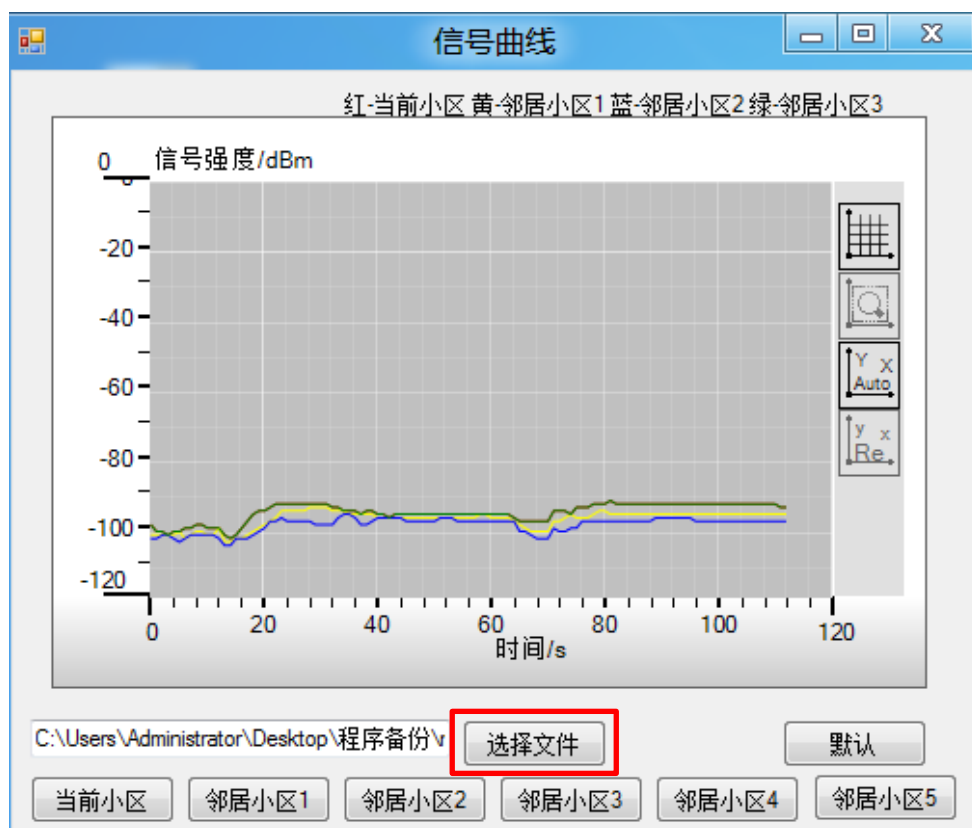 信号曲线
红-当前小区 黄-邻居小区1 蓝-邻居小区2 绿-邻居小区3
0 信号强度/dBm
0
-20
-40
-60
-80
-100
-120
Y X
Auto
y x
Re
0 20 40 60 80 100 120
时间/s
C:\Users\Administrator\Desktop\程序备份\r 选择文件 默认
当前小区 邻居小区1 邻居小区2 邻居小区3 邻居小区4 邻居小区5